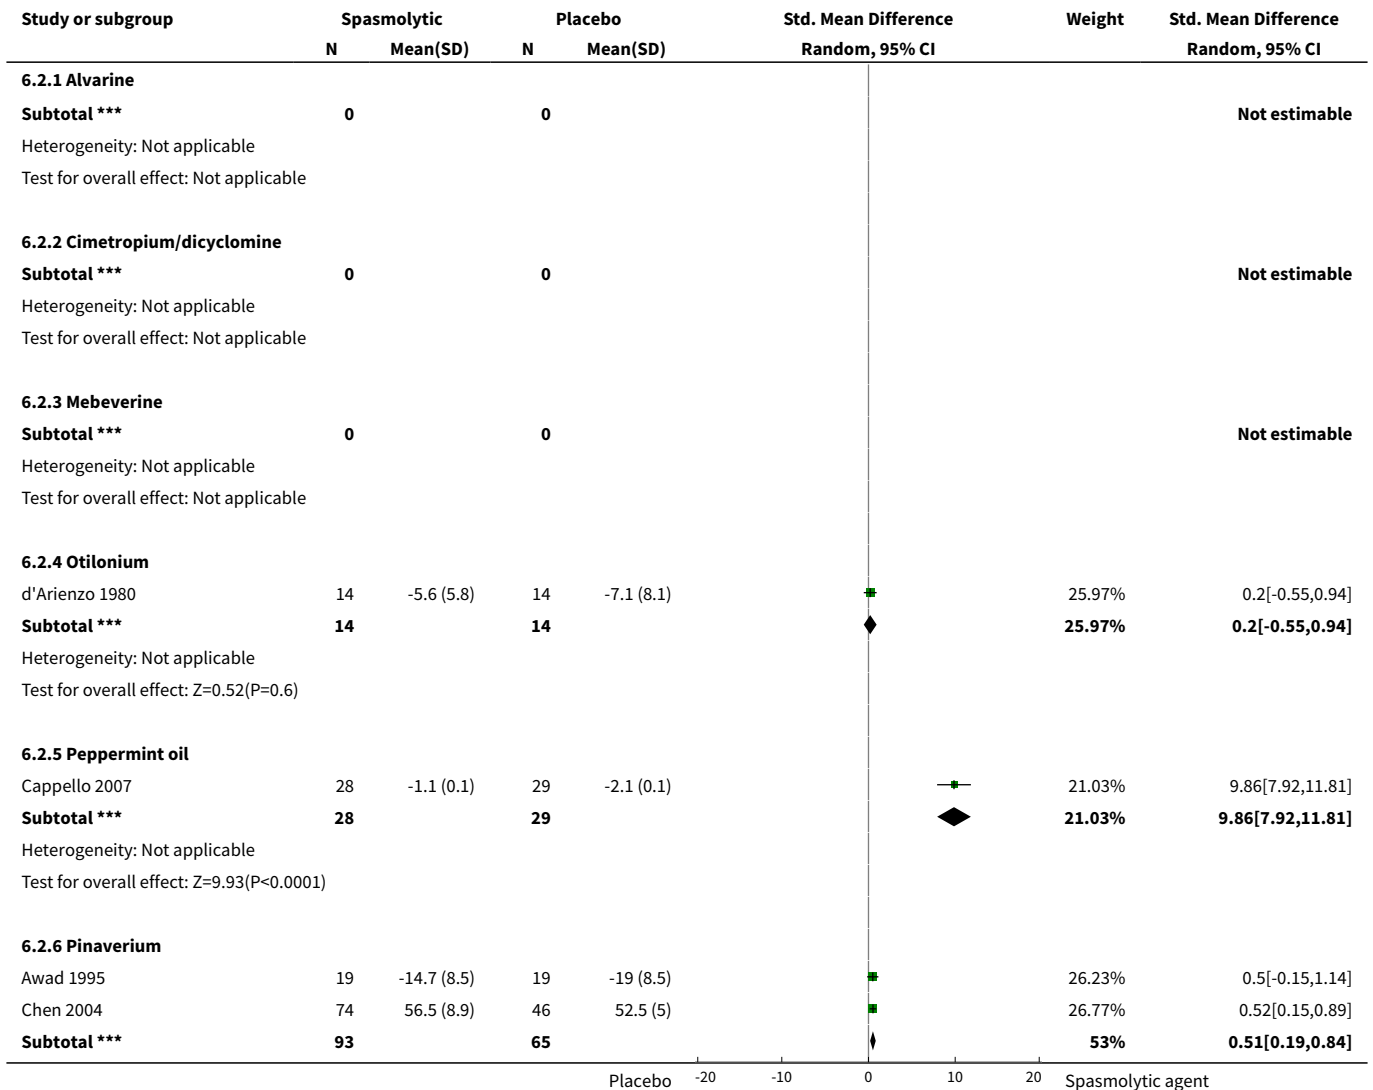 Study or subgroup Spasmolytic Placebo Std. Mean Difference Weight Std. Mean Difference
N Mean(SD) N Mean(SD) Random, 95% CI Random, 95% CI
6.2.1 Alvarine
Subtotal *** 0 0 Not estimable
Heterogeneity: Not applicable
Test for overall effect: Not applicable
6.2.2 Cimetropium/dicyclomine
Subtotal *** 0 0 Not estimable
Heterogeneity: Not applicable
Test for overall effect: Not applicable
6.2.3 Mebeverine
Subtotal *** 0 0 Not estimable
Heterogeneity: Not applicable
Test for overall effect: Not applicable
6.2.4 Otilonium
d'Arienzo 1980 14 -5.6 (5.8) 14 -7.1 (8.1) 25.97% 0.2[-0.55,0.94]
Subtotal *** 14 14 25.97% 0.2[-0.55,0.94]
Heterogeneity: Not applicable
Test for overall effect: Z=0.52(P=0.6)
6.2.5 Peppermint oil
Cappello 2007 28 -1.1 (0.1) 29 -2.1 (0.1) 21.03% 9.86[7.92,11.81]
Subtotal *** 28 29 21.03% 9.86[7.92,11.81]
Heterogeneity: Not applicable
Test for overall effect: Z=9.93(P<0.0001)
6.2.6 Pinaverium
Awad 1995 19 -14.7 (8.5) 19 -19 (8.5) 26.23% 0.5[-0.15,1.14]
Chen 2004 74 56.5 (8.9) 46 52.5 (5) 26.77% 0.52[0.15,0.89]
Subtotal *** 93 65 53% 0.51[0.19,0.84]
Placebo -20 -10 0 10 20 Spasmolytic agent